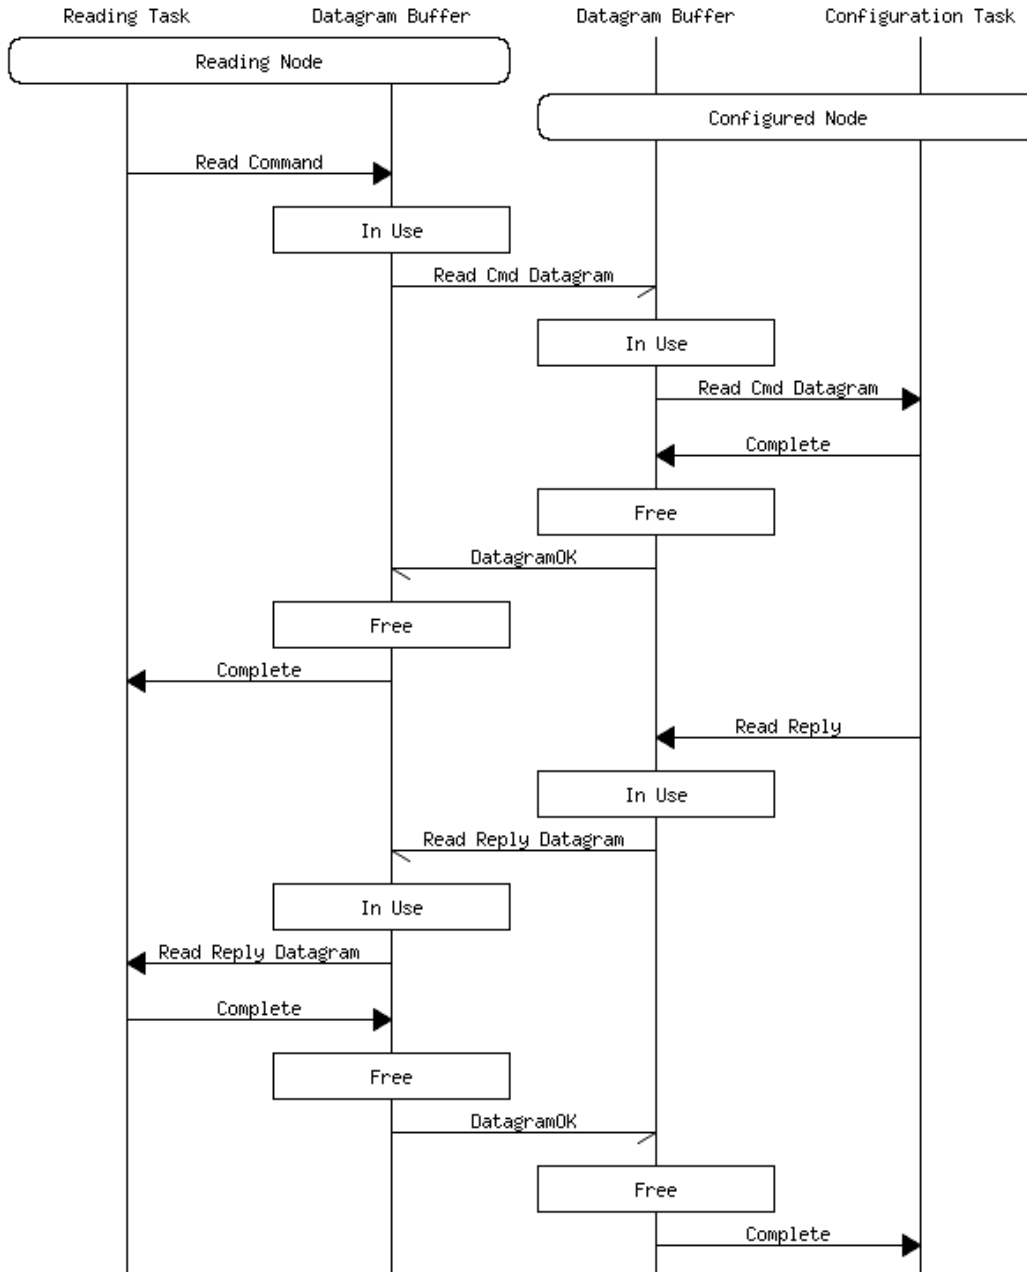 Reading Task
Datagram Buffer
Datagram Buffer
Configuration Task
Reading Node
Configured Node
Read Command
In Use
Read Cmd Datagram
In Use
Read Cmd Datagram
Complete
Free
DatagramOK
Free
Complete
Read Reply
In Use
Read Reply Datagram
In Use
Read Reply Datagram
Complete
Free
DatagramOK
Free
Complete